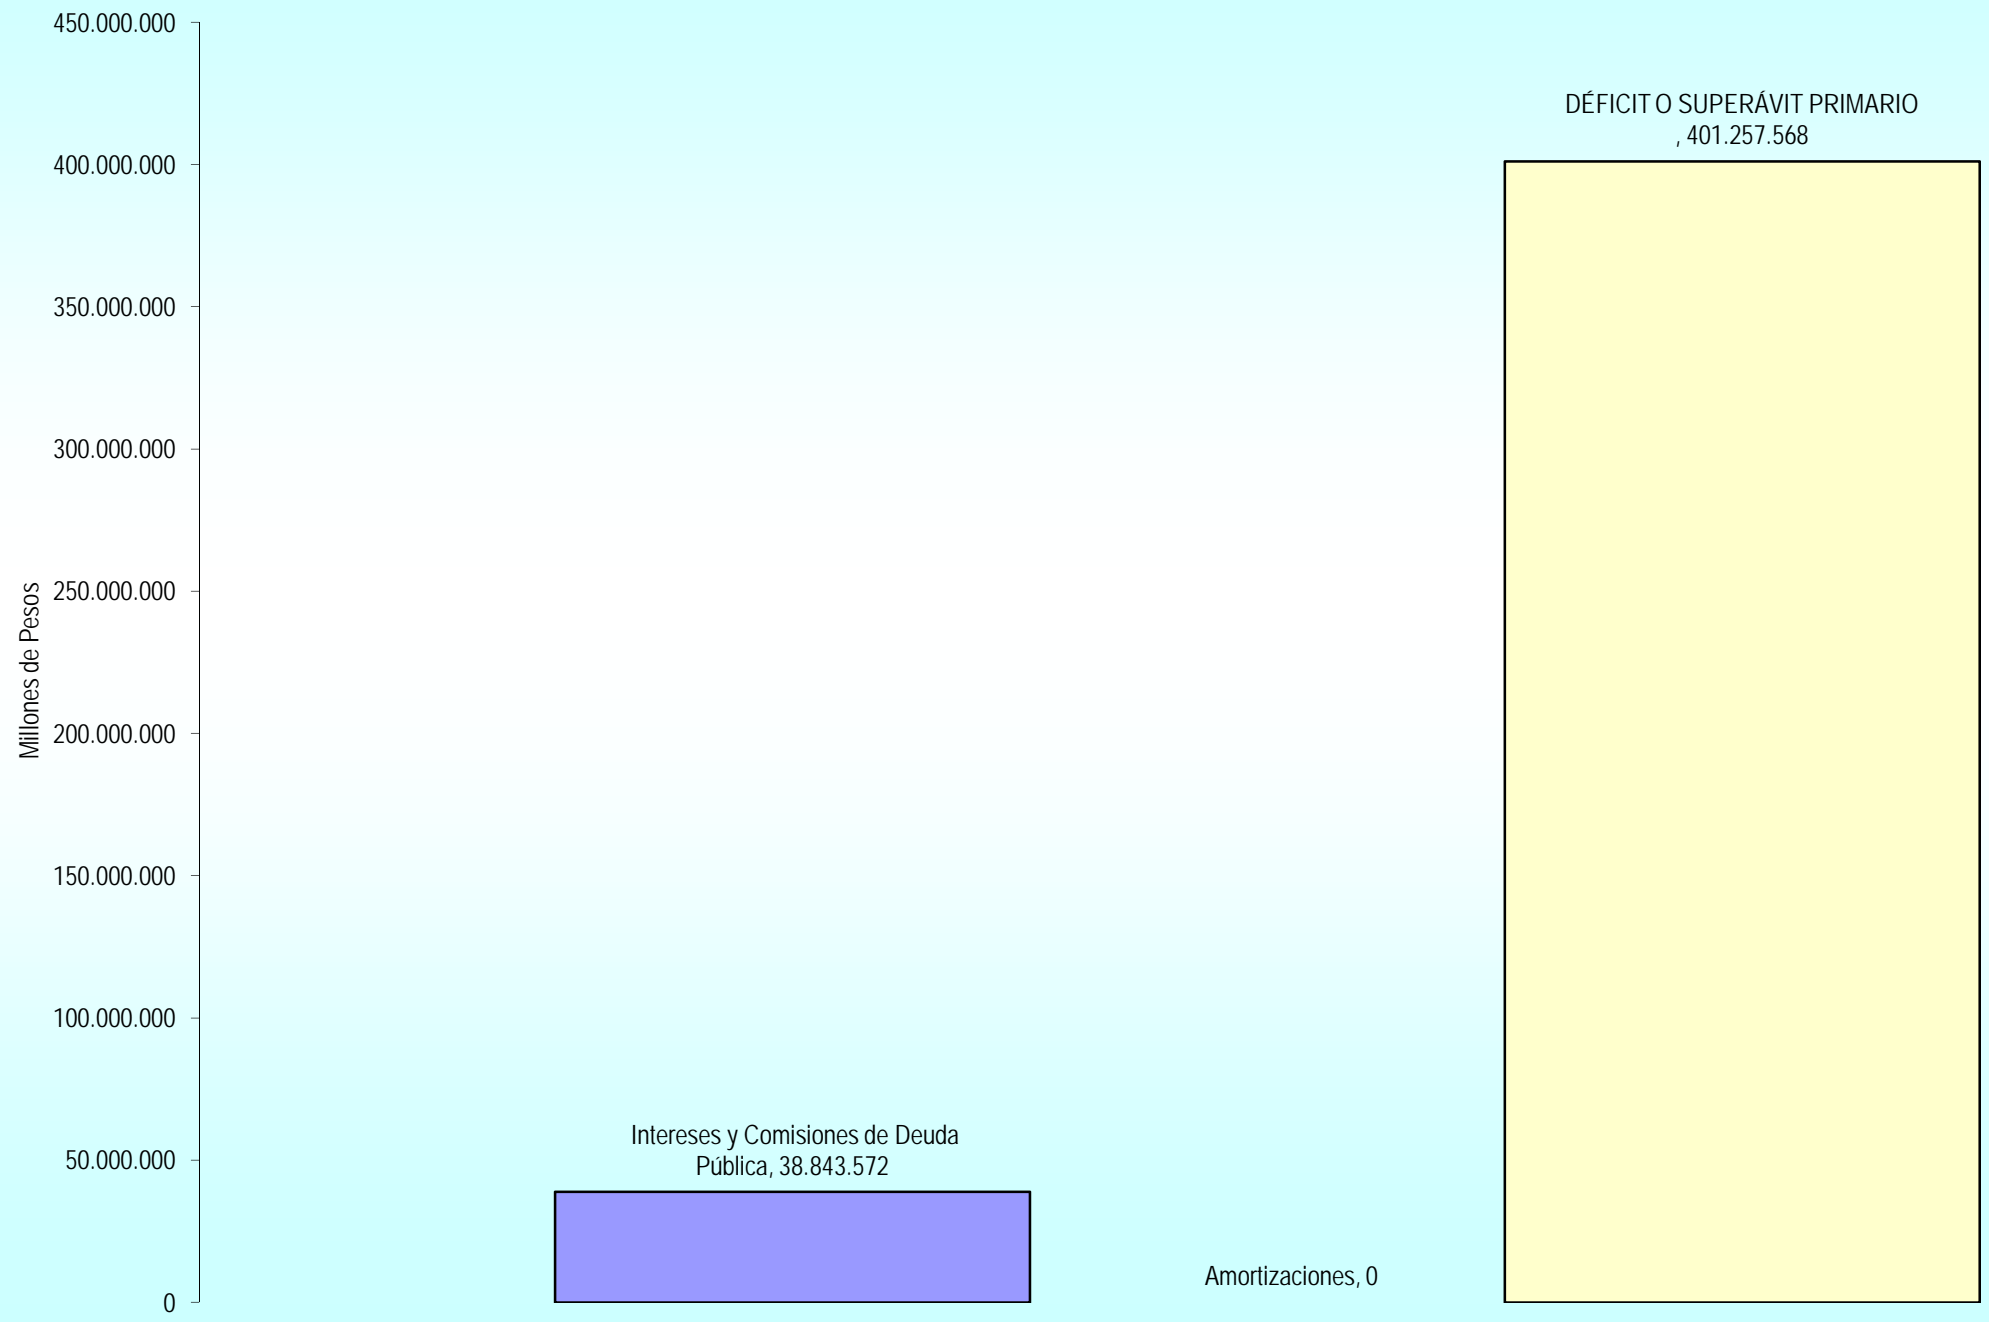 450.000.000
DÉFICIT O SUPERÁVIT PRIMARIO
, 401.257.568
400.000.000
350.000.000
300.000.000
250.000.000
Millones de Pesos
200.000.000
150.000.000
100.000.000
Intereses y Comisiones de Deuda
Pública, 38.843.572
50.000.000
Amortizaciones, 0
0